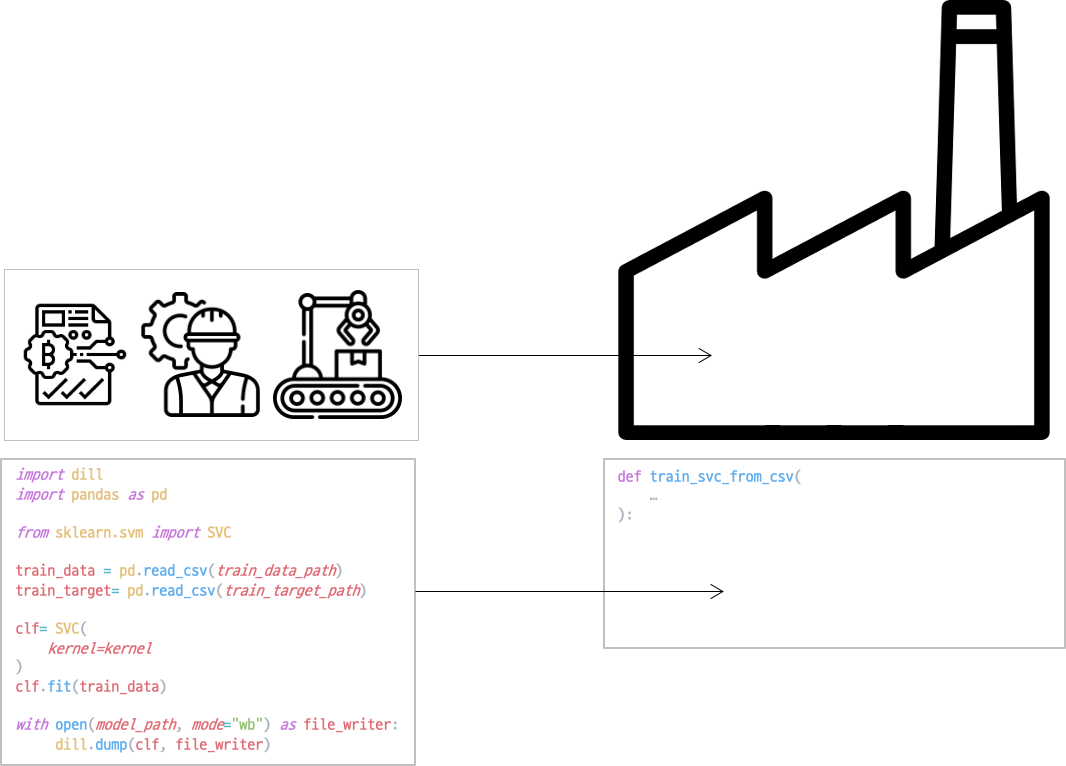 import dill
import pandas as pd
from sklearn.svm import SVC
train_data = pd.read_csv(train_data_path)
train_target= pd.read_csv(train_target_path)
clf= SVC(
    kernel=kernel
)
clf.fit(train_data)
with open(model_path, mode="wb") as file_writer:
     dill.dump(clf, file_writer)
def train_svc_from_csv(
    …
):